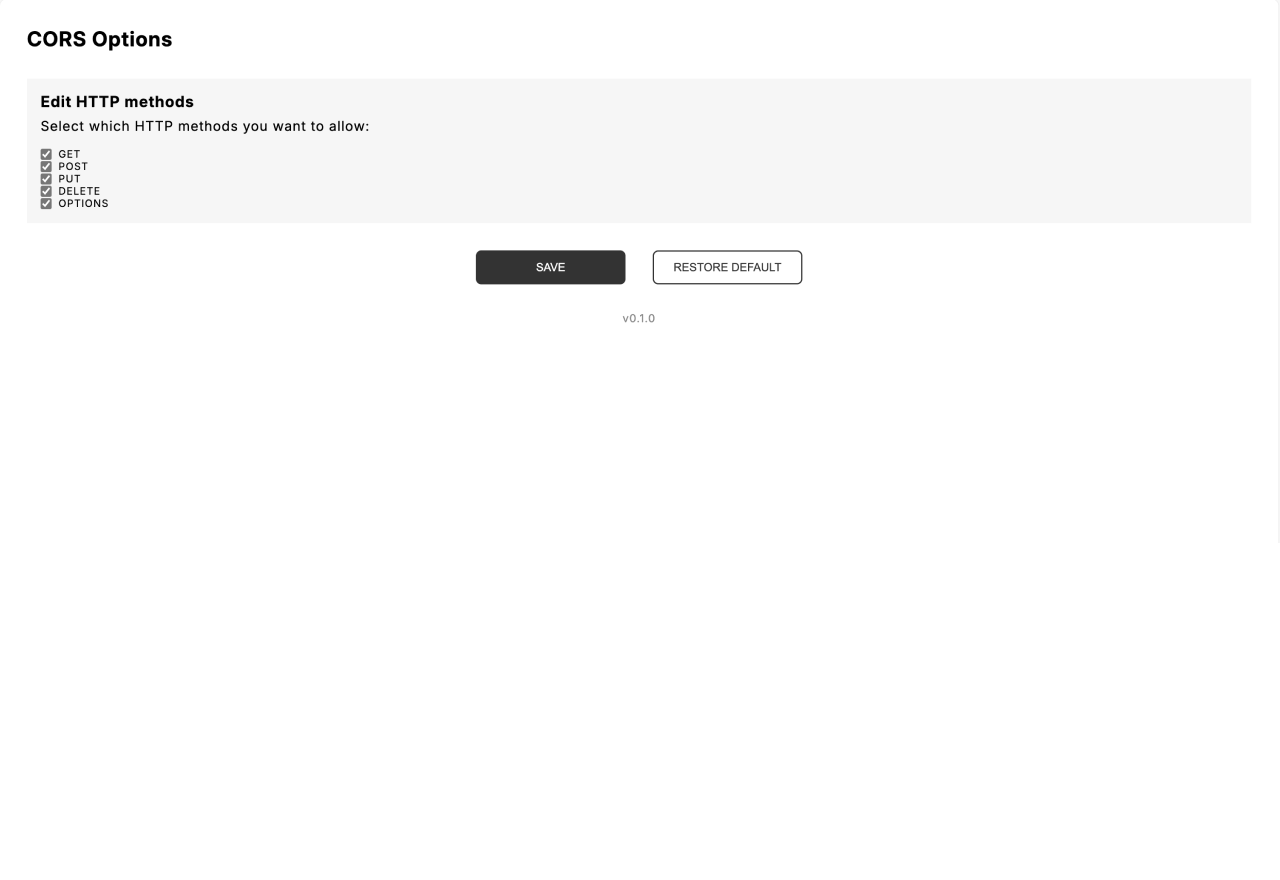 CORS Options
Edit HTTP methods
Select which HTTP methods you want to allow:
GET
POST
PUT
DELETE
OPTIONS
SAVE
RESTORE DEFAULT
v0.1.0